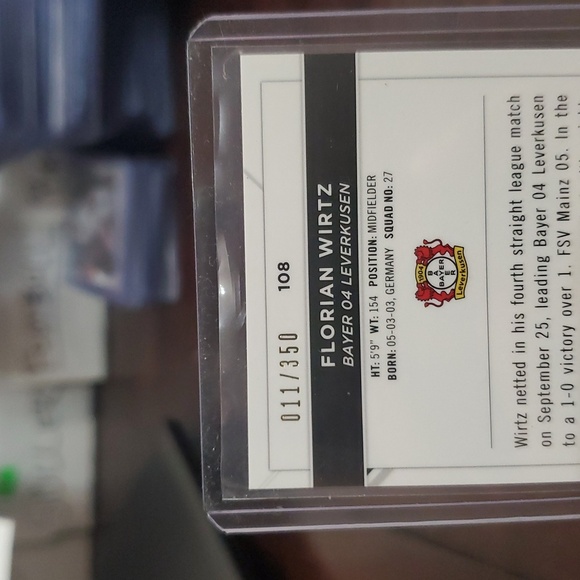 011/350
108
FLORIAN WIRTZ
BAYER 04 LEVERKUSEN
HT: 5'9" WT: 154 POSITION: MIDFIELDER
BORN: 05-03-03, GERMANY SQUAD NO: 27
1904
BAYER
BAYER
Leverkusen
Wirtz netted in his fourth straight league match
on September 25, leading Bayer 04 Leverkusen
to a 1-0 victory over 1. FSV Mainz 05. In the